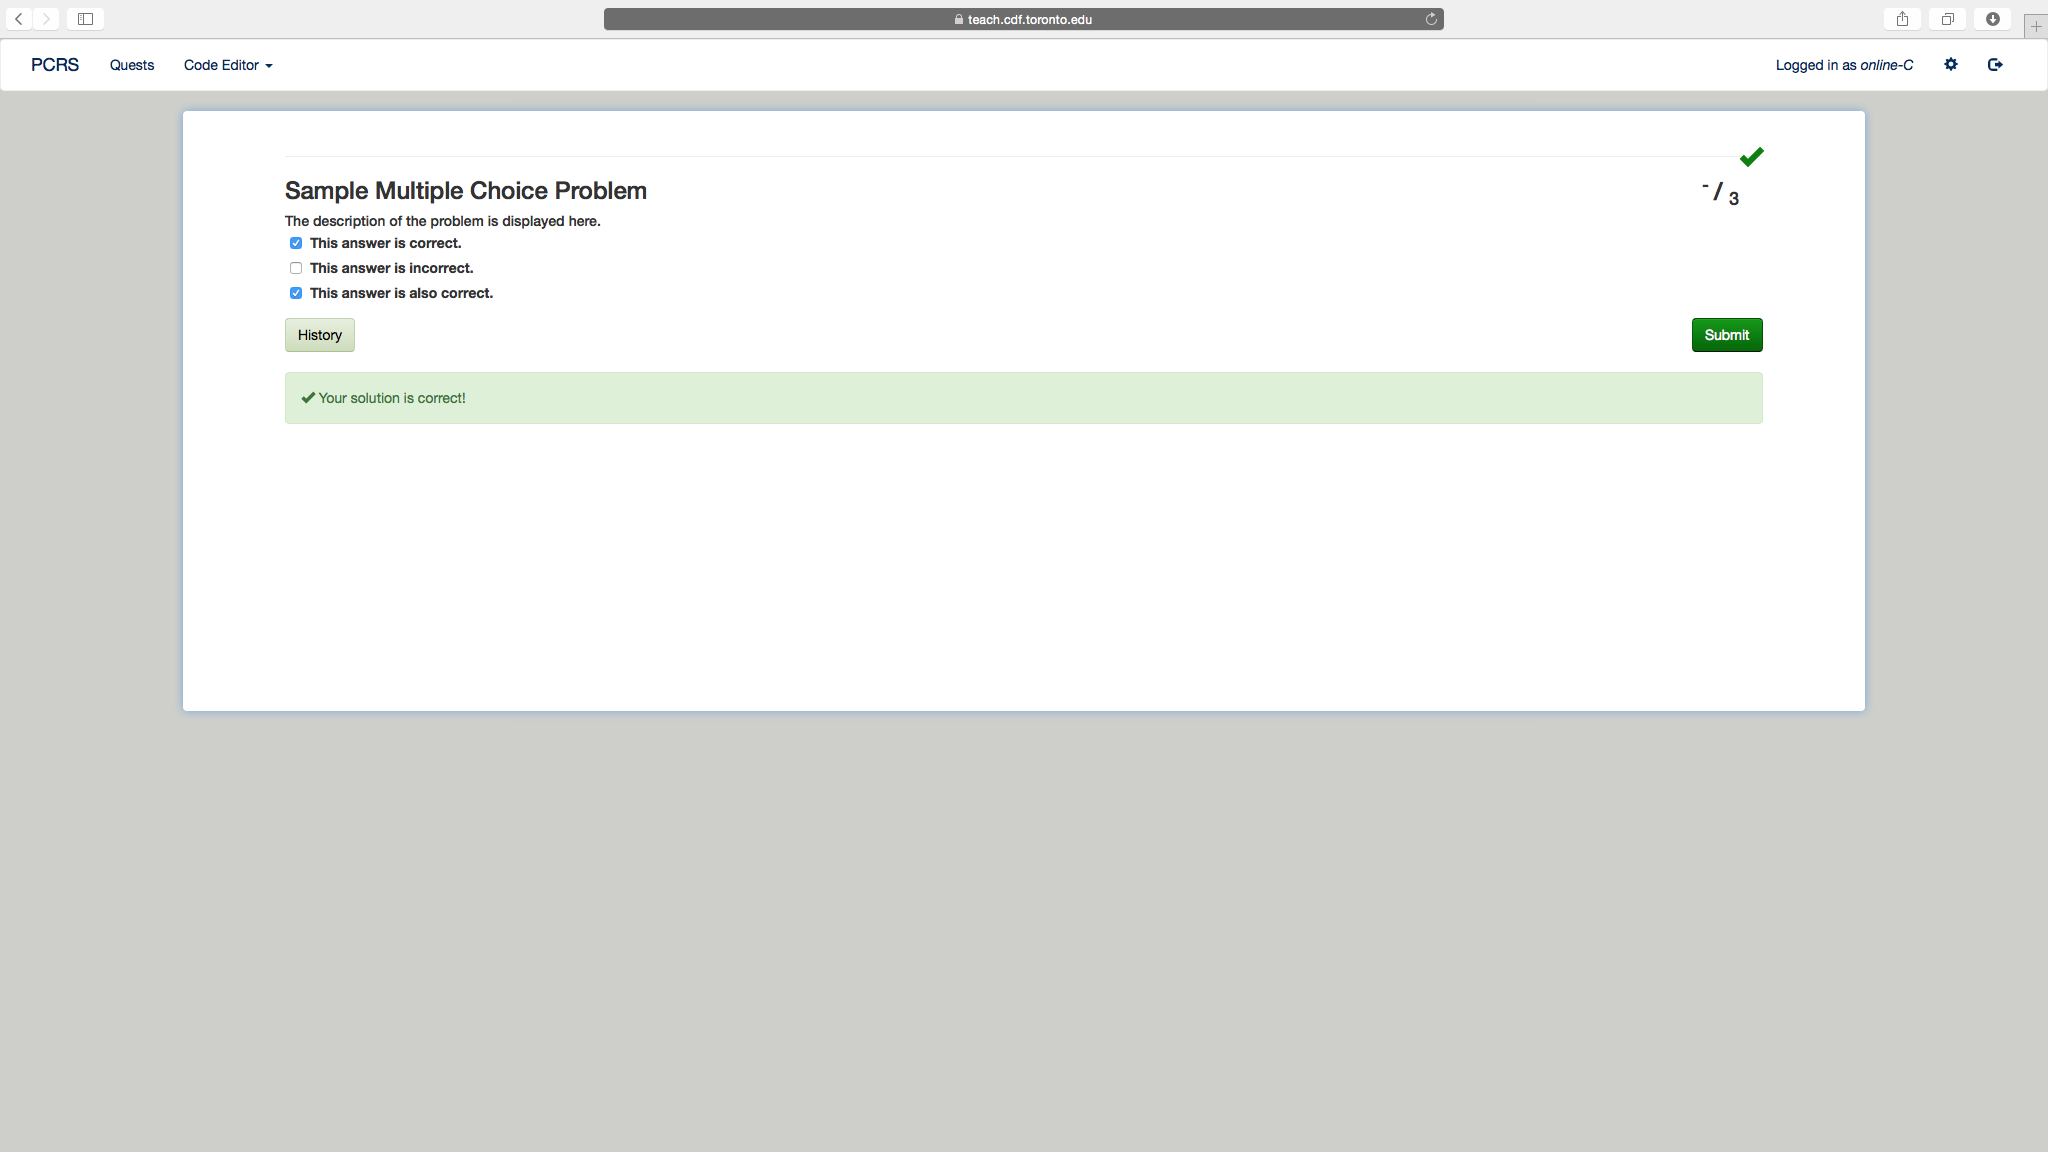 teach.cdf.toronto.edu
PCRS Quests Code Editor Logged in as online-C
Sample Multiple Choice Problem - / 3
The description of the problem is displayed here.
This answer is correct.
This answer is incorrect.
This answer is also correct.
History Submit
Your solution is correct!